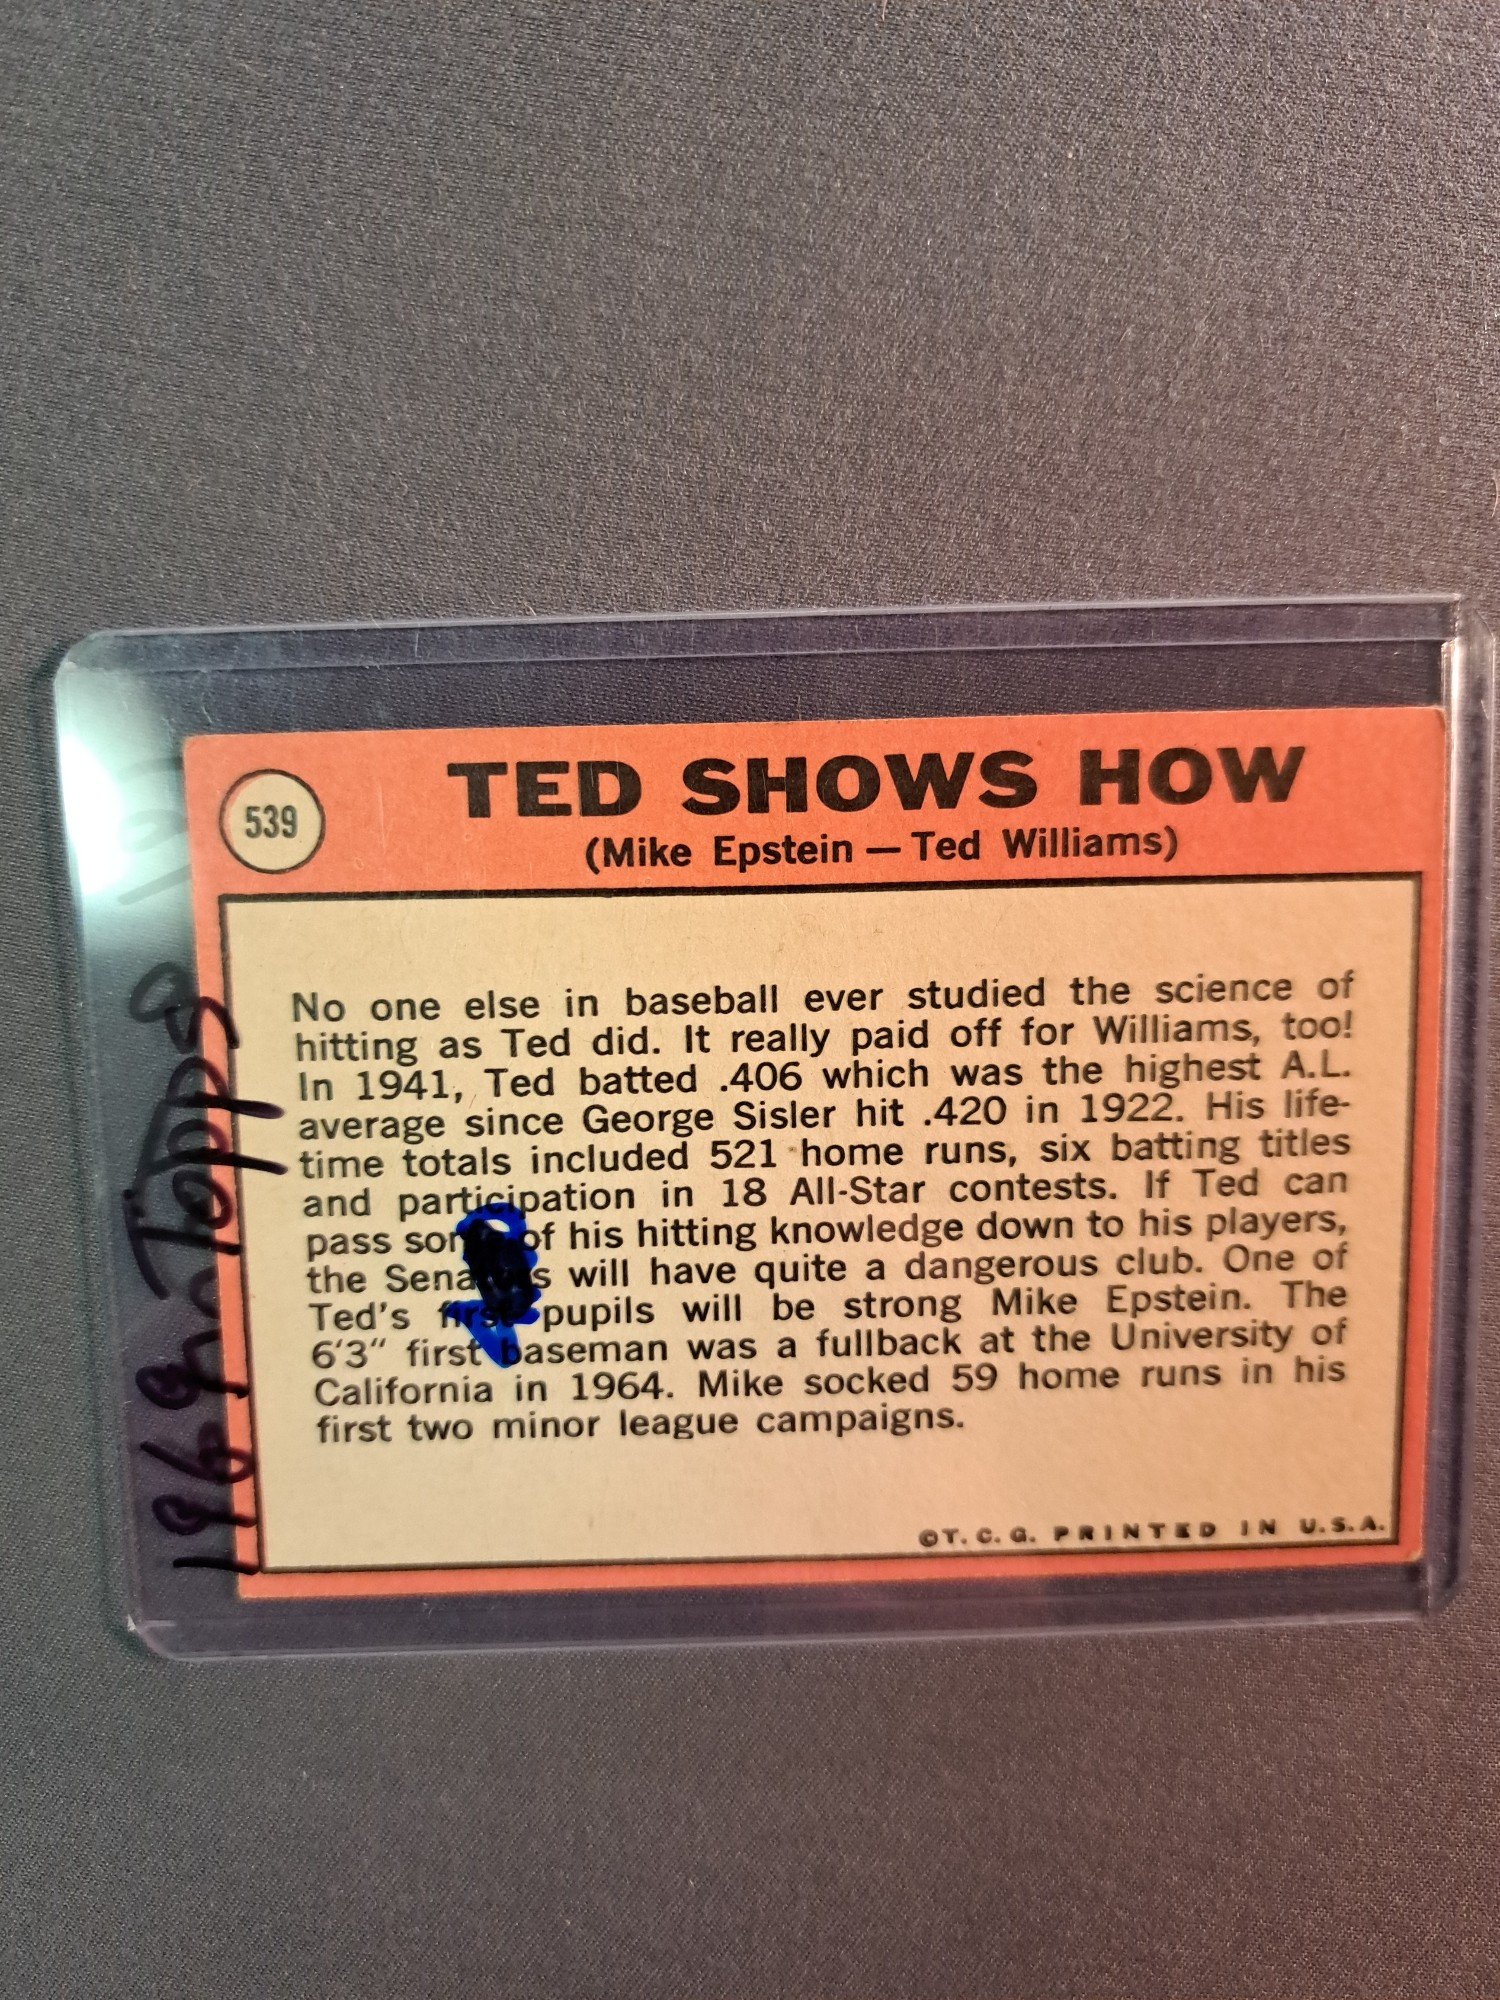 539
TED SHOWS HOW
(Mike Epstein — Ted Williams)
No one else in baseball ever studied the science of
hitting as Ted did. It really paid off for Williams, too!
In 1941, Ted batted .406 which was the highest A.L.
average since George Sisler hit .420 in 1922. His life-
time totals included 521 home runs, six batting titles
and participation in 18 All-Star contests. If Ted can
pass of his hitting knowledge down to his players,
the will have quite a dangerous club. One of
Ted's first pupils will be strong Mike Epstein. The
6'3" first baseman was a fullback at the University of
California in 1964. Mike socked 59 home runs in his
first two minor league campaigns.
©T. C. G. PRINTED IN U.S.A.
1969 Topps